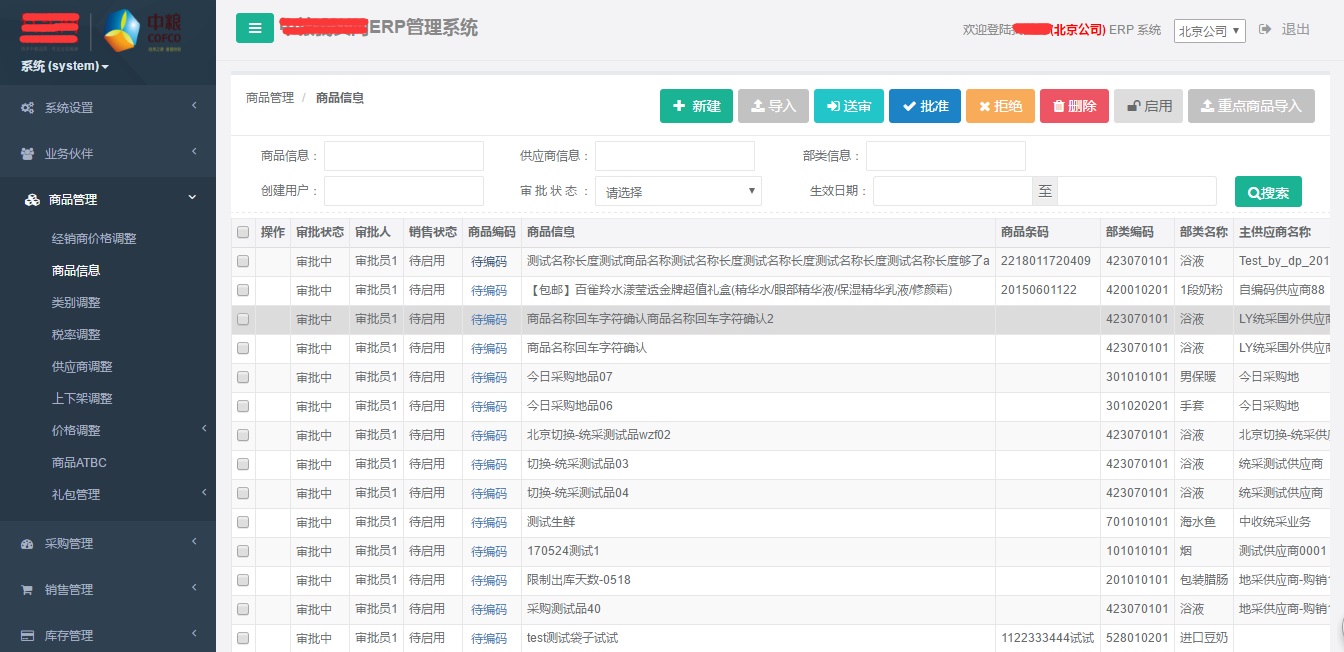 中粮
COFCO
系统 (system)
系统设置
业务伙伴
商品管理
经销商价格调整
商品信息
类别调整
税率调整
供应商调整
上下架调整
价格调整
商品ATBC
礼包管理
采购管理
销售管理
库存管理
ERP管理系统
欢迎登陆 (北京公司) ERP 系统 北京公司 退出
商品管理 / 商品信息
新建 导入 送审 批准 拒绝 删除 启用 重点商品导入
商品信息： 供应商信息： 部类信息：
创建用户： 审 批 状 态 ： 请选择 生效日期： 至 搜索
操作 审批状态 审批人 销售状态 商品编码 商品信息 商品条码 部类编码 部类名称 主供应商名称
审批中 审批员1 待启用 待编码 测试名称长度测试商品名称测试名称长度测试名称长度测试名称长度测试名称长度够了a 2218011720409 423070101 浴液 Test_by_dp_201
审批中 审批员1 待启用 待编码 【包邮】百雀羚水漾莹透金牌超值礼盒(精华水/眼部精华液/保湿精华乳液/修颜霜) 20150601122 420010201 1段奶粉 自编码供应商88
审批中 审批员1 待启用 待编码 商品名称回车字符确认商品名称回车字符确认2 423070101 浴液 LY统采国外供应商
审批中 审批员1 待启用 待编码 商品名称回车字符确认 423070101 浴液 LY统采国外供应商
审批中 审批员1 待启用 待编码 今日采购地品07 301010101 男保暖 今日采购地
审批中 审批员1 待启用 待编码 今日采购地品06 301020201 手套 今日采购地
审批中 审批员1 待启用 待编码 北京切换-统采测试品wzf02 423070101 浴液 北京切换-统采供
审批中 审批员1 待启用 待编码 切换-统采测试品03 423070101 浴液 统采测试供应商
审批中 审批员1 待启用 待编码 切换-统采测试品04 423070101 浴液 统采测试供应商
审批中 审批员1 待启用 待编码 测试生鲜 701010101 海水鱼 中收统采业务
审批中 审批员1 待启用 待编码 170524测试1 101010101 烟 测试供应商0001
审批中 审批员1 待启用 待编码 限制出库天数-0518 201010101 包装腊肠 地采供应商-购销1
审批中 审批员1 待启用 待编码 采购测试品40 423070101 浴液 地采供应商-购销1
审批中 审批员1 待启用 待编码 test测试袋子试试 1122333444试试 528010201 进口豆奶